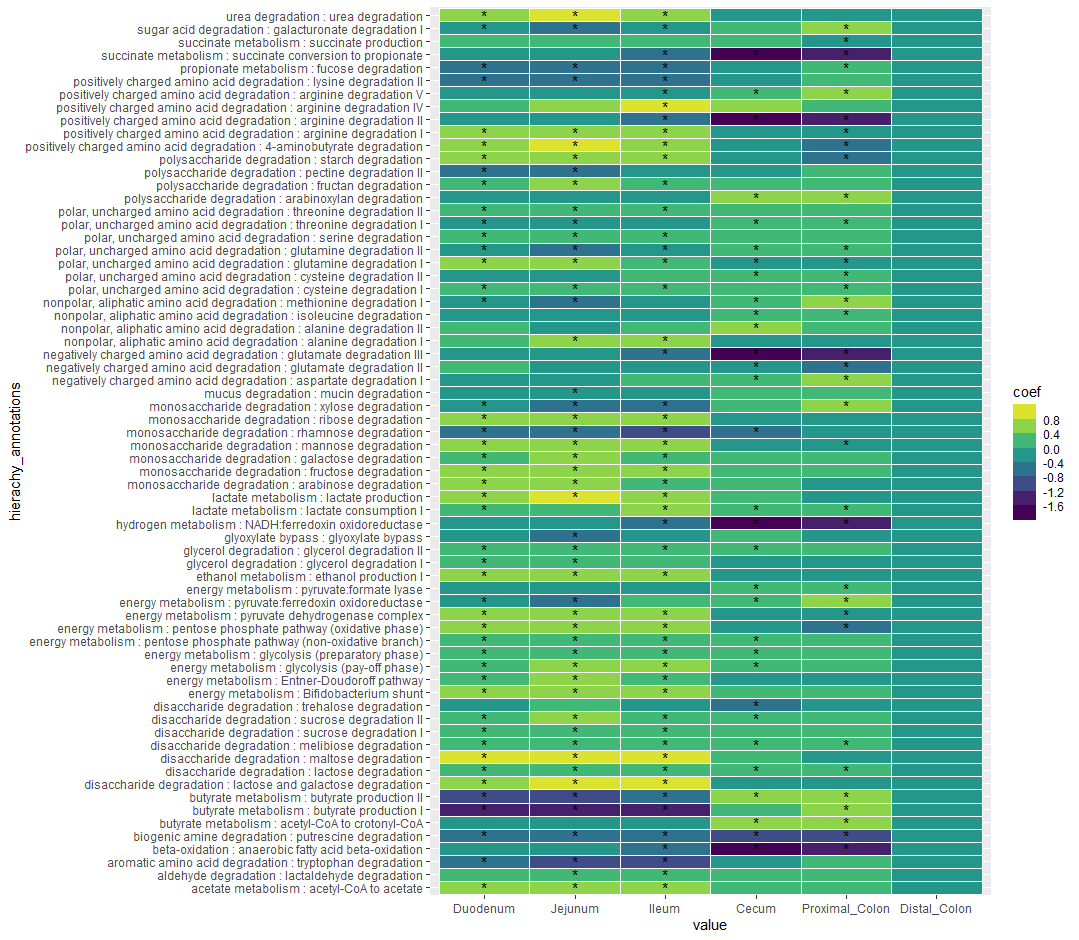 urea degradation : urea degradation
sugar acid degradation : galacturonate degradation I
succinate metabolism : succinate production
succinate metabolism : succinate conversion to propionate
propionate metabolism : fucose degradation
positively charged amino acid degradation : lysine degradation II
positively charged amino acid degradation : arginine degradation V
positively charged amino acid degradation : arginine degradation IV
positively charged amino acid degradation : arginine degradation II
positively charged amino acid degradation : arginine degradation I
positively charged amino acid degradation : 4-aminobutyrate degradation
polysaccharide degradation : starch degradation
polysaccharide degradation : pectine degradation II
polysaccharide degradation : fructan degradation
polysaccharide degradation : arabinoxylan degradation
polar, uncharged amino acid degradation : threonine degradation II
polar, uncharged amino acid degradation : threonine degradation I
polar, uncharged amino acid degradation : serine degradation
polar, uncharged amino acid degradation : glutamine degradation II
polar, uncharged amino acid degradation : glutamine degradation I
polar, uncharged amino acid degradation : cysteine degradation II
polar, uncharged amino acid degradation : cysteine degradation I
nonpolar, aliphatic amino acid degradation : methionine degradation I
nonpolar, aliphatic amino acid degradation : isoleucine degradation
nonpolar, aliphatic amino acid degradation : alanine degradation II
nonpolar, aliphatic amino acid degradation : alanine degradation I
negatively charged amino acid degradation : glutamate degradation III
negatively charged amino acid degradation : glutamate degradation II
negatively charged amino acid degradation : aspartate degradation I
mucus degradation : mucin degradation
monosaccharide degradation : xylose degradation
monosaccharide degradation : ribose degradation
monosaccharide degradation : rhamnose degradation
monosaccharide degradation : mannose degradation
monosaccharide degradation : galactose degradation
monosaccharide degradation : fructose degradation
monosaccharide degradation : arabinose degradation
lactate metabolism : lactate production
lactate metabolism : lactate consumption I
hydrogen metabolism : NADH:ferredoxin oxidoreductase
glyoxylate bypass : glyoxylate bypass
glycerol degradation : glycerol degradation II
glycerol degradation : glycerol degradation I
ethanol metabolism : ethanol production I
energy metabolism : pyruvate:formate lyase
energy metabolism : pyruvate:ferredoxin oxidoreductase
energy metabolism : pyruvate dehydrogenase complex
energy metabolism : pentose phosphate pathway (oxidative phase)
energy metabolism : pentose phosphate pathway (non-oxidative branch)
energy metabolism : glycolysis (preparatory phase)
energy metabolism : glycolysis (pay-off phase)
energy metabolism : Entner-Doudoroff pathway
energy metabolism : Bifidobacterium shunt
disaccharide degradation : trehalose degradation
disaccharide degradation : sucrose degradation II
disaccharide degradation : sucrose degradation I
disaccharide degradation : melibiose degradation
disaccharide degradation : maltose degradation
disaccharide degradation : lactose degradation
disaccharide degradation : lactose and galactose degradation
butyrate metabolism : butyrate production II
butyrate metabolism : butyrate production I
butyrate metabolism : acetyl-CoA to crotonyl-CoA
biogenic amine degradation : putrescine degradation
beta-oxidation : anaerobic fatty acid beta-oxidation
aromatic amino acid degradation : tryptophan degradation
aldehyde degradation : lactaldehyde degradation
acetate metabolism : acetyl-CoA to acetate
hierachy_annotations
Duodenum Jejunum Ileum Cecum Proximal_Colon Distal_Colon
value
coef
0.8
0.4
0.0
-0.4
-0.8
-1.2
-1.6